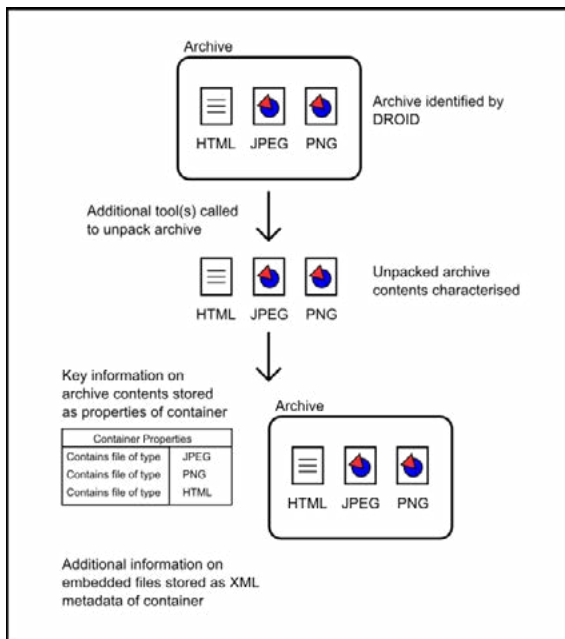 Archive
HTML JPEG PNG
Archive identified by
DROID
Additional tool(s) called
to unpack archive
HTML JPEG PNG
Unpacked archive
contents characterised
Key information on
archive contents stored
as properties of container
Container Properties
Contains file of type JPEG
Contains file of type PNG
Contains file of type HTML
Archive
HTML JPEG PNG
Additional information on
embedded files stored as XML
metadata of container